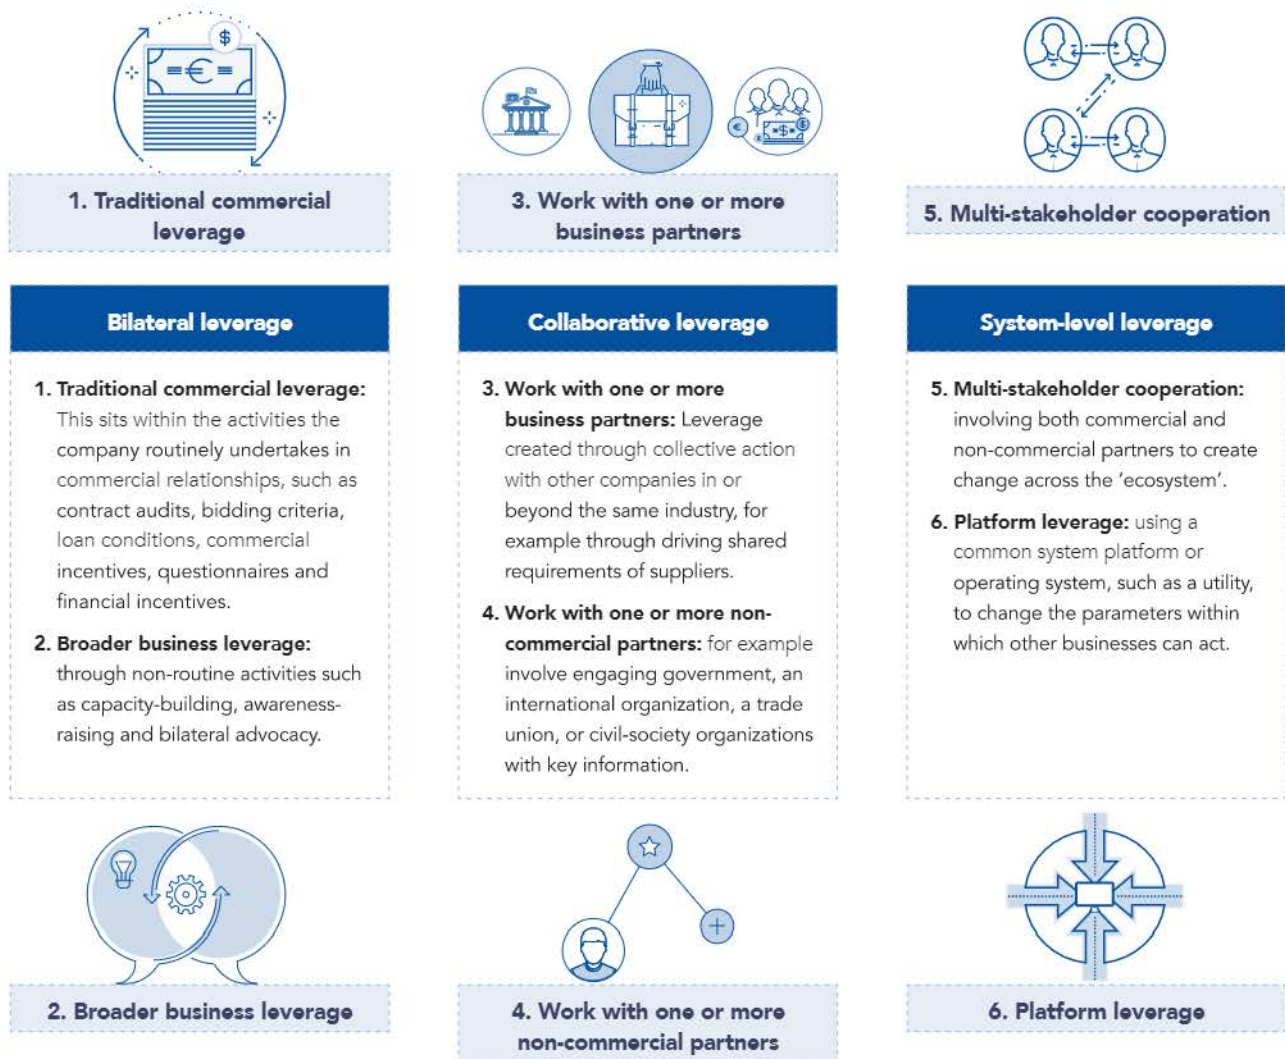 1. Traditional commercial
leverage
3. Work with one or more
business partners
5. Multi-stakeholder cooperation
Bilateral leverage
1. Traditional commercial leverage:
This sits within the activities the
company routinely undertakes in
commercial relationships, such as
contract audits, bidding criteria,
loan conditions, commercial
incentives, questionnaires and
financial incentives.
2. Broader business leverage:
through non-routine activities such
as capacity-building, awareness-
raising and bilateral advocacy.
Collaborative leverage
3. Work with one or more
business partners: Leverage
created through collective action
with other companies in or
beyond the same industry, for
example through driving shared
requirements of suppliers.
4. Work with one or more non-
commercial partners: for example
involve engaging government, an
international organization, a trade
union, or civil-society organizations
with key information.
System-level leverage
5. Multi-stakeholder cooperation:
involving both commercial and
non-commercial partners to create
change across the ‘ecosystem’.
6. Platform leverage: using a
common system platform or
operating system, such as a utility,
to change the parameters within
which other businesses can act.
2. Broader business leverage
4. Work with one or more
non-commercial partners
6. Platform leverage